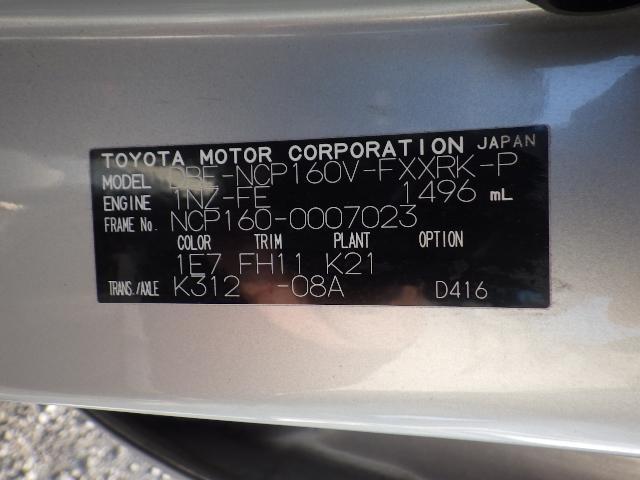 TOYOTA MOTOR CORPORATION JAPAN
MODEL DBE-NCP160V-FXXRK-P
ENGINE 1NZ-FE 1496 mL
FRAME No. NCP160-0007023
COLOR TRIM PLANT OPTION
1E7 FH11 K21
TRANS./AXLE K312 -08A D416